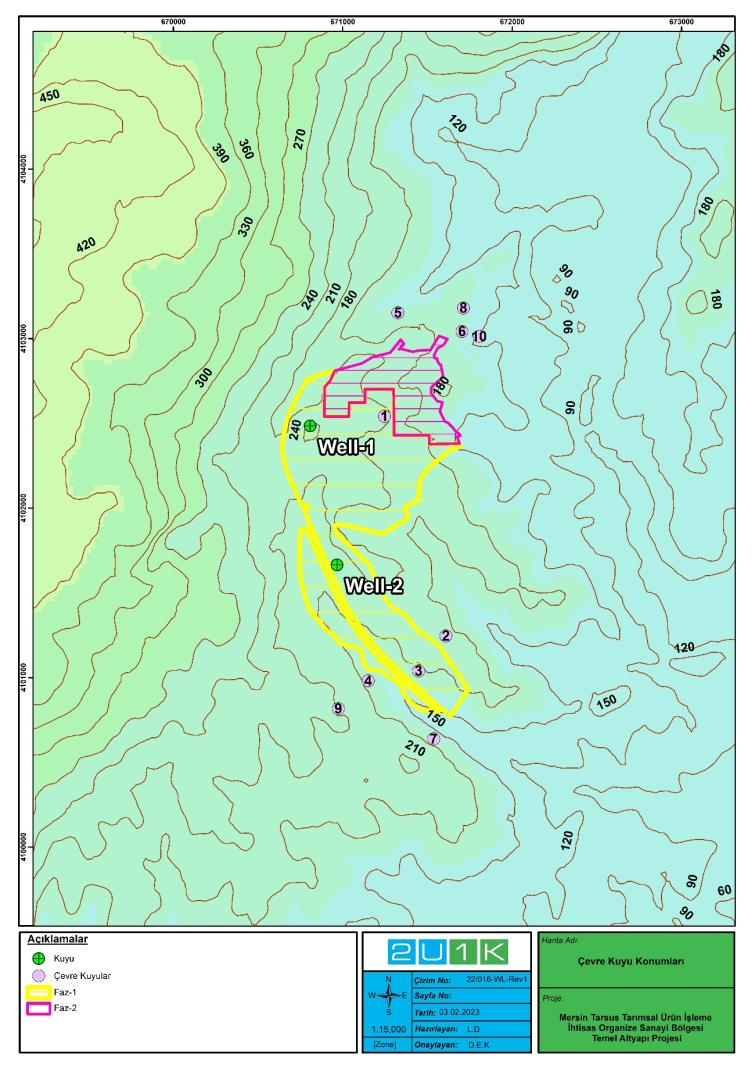 670000 671000 672000 673000
180
450
120
270
360
390
4104000
180
330
420
90
240 210 180
90
180
8
5
90
6
10
4103000
300
180
90
1
240
Well-1
4102000
Well-2
2
120
3
4101000
4
150
9
150
7
210
120
4100000
90
60
90
Açıklamalar
Kuyu
Çevre Kuyular
Faz-1
Faz-2
2U1K
N
W E
S
1:15,000
[Zone]
Çizim No: 22/016-WL-Rev1
Sayfa No:
Tarih: 03.02.2023
Hazırlayan: L.D
Onaylayan: D.E.K
Harita Adı:
Çevre Kuyu Konumları
Proje:
Mersin Tarsus Tarımsal Ürün İşleme
İhtisas Organize Sanayi Bölgesi
Temel Altyapı Projesi